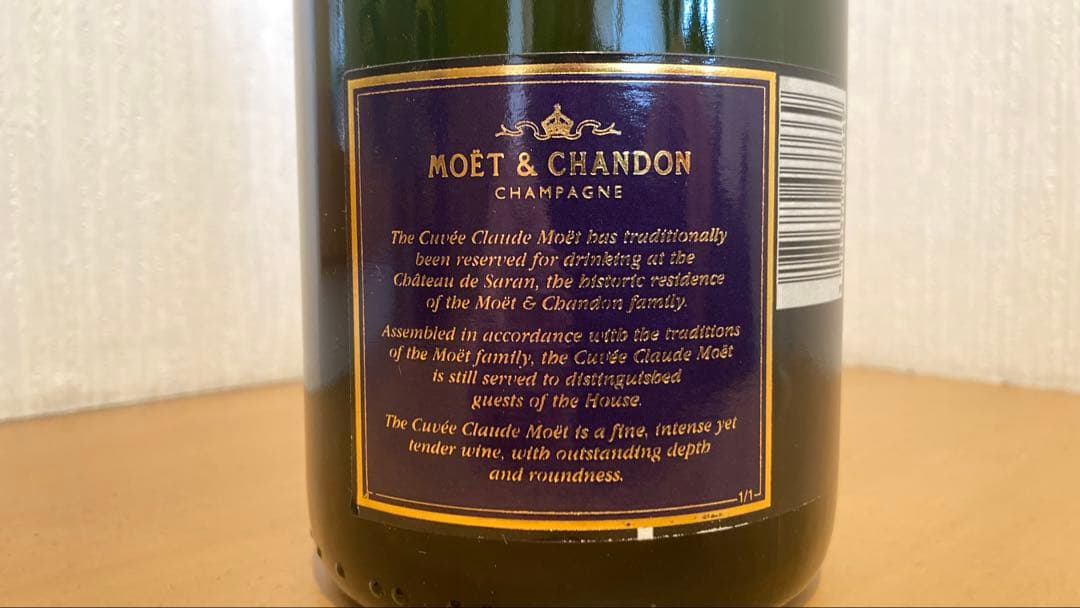 MOËT & CHANDON
CHAMPAGNE
The Cuvée Claude Moët has traditionally
been reserved for drinking at the
Château de Saran, the historic residence
of the Moët & Chandon family.
Assembled in accordance with the traditions
of the Moët family, the Cuvée Claude Moët
is still served to distinguished
guests of the House.
The Cuvée Claude Moët is a fine, intense yet
tender wine, with outstanding depth
and roundness.
1/1